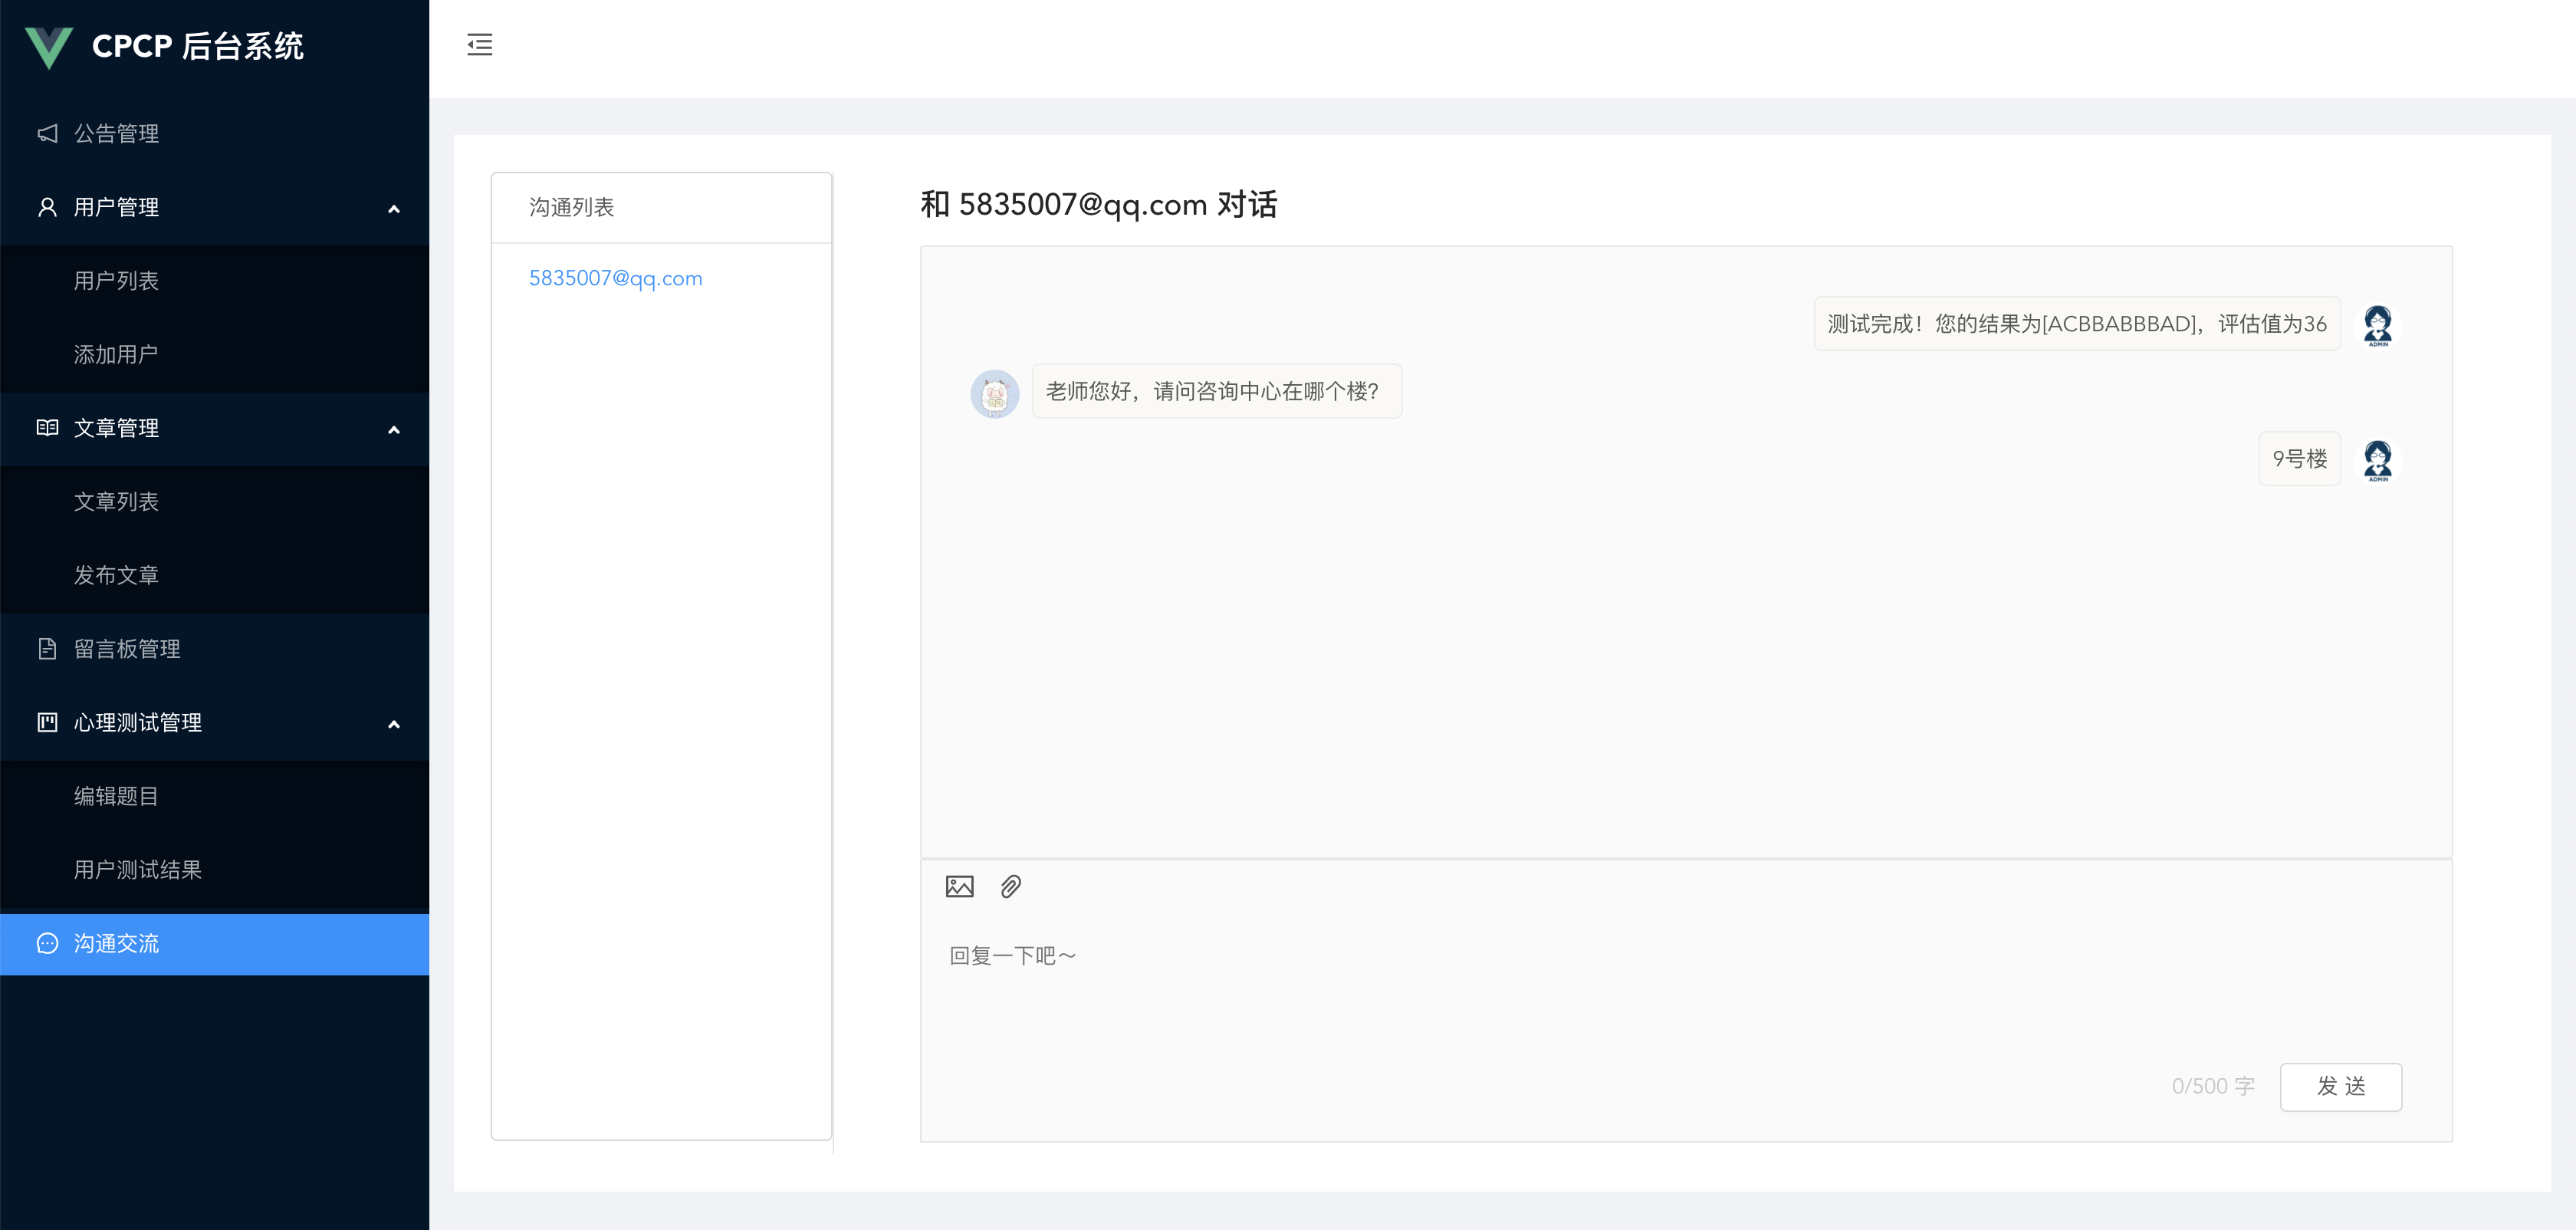 CPCP 后台系统
公告管理
用户管理
用户列表
添加用户
文章管理
文章列表
发布文章
留言板管理
心理测试管理
编辑题目
用户测试结果
沟通交流
沟通列表
5835007@qq.com
和 5835007@qq.com 对话
测试完成！您的结果为[ACBBABBBAD]，评估值为36
ADMIN
老师您好，请问咨询中心在哪个楼？
9号楼
ADMIN
回复一下吧～
0/500 字
发 送